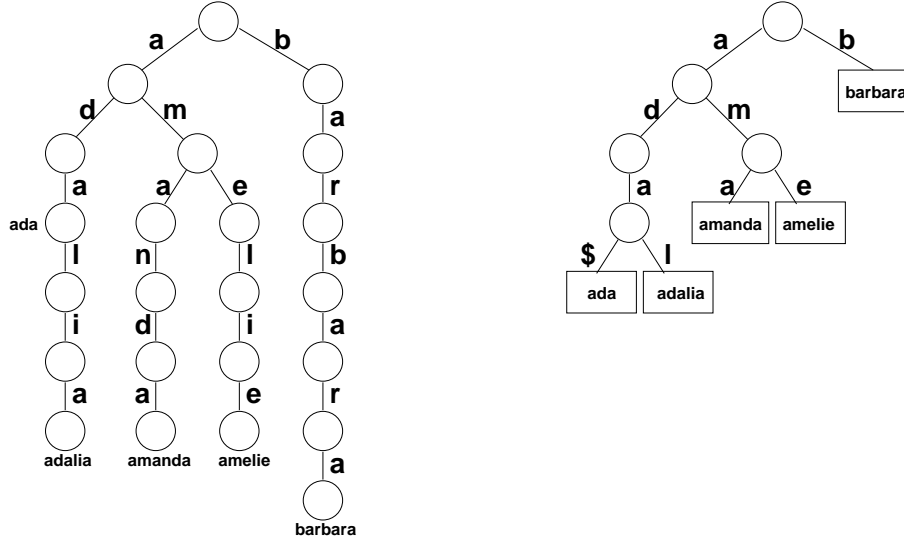 a b
d m a
a a e r
ada
l n l b
i d i a
a a e r
adalia amanda amelie a
barbara
a b
barbara
d m
a a e
amanda amelie
$ l
ada adalia